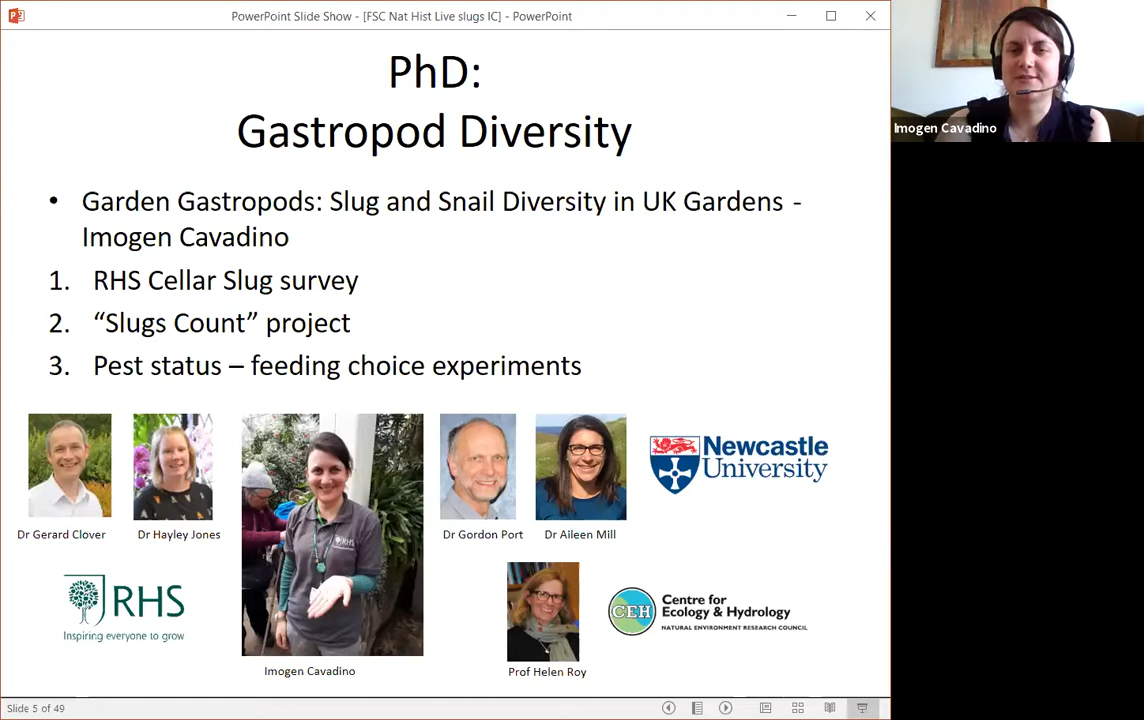 PowerPoint Slide Show - [FSC Nat Hist Live slugs IC] - PowerPoint
PhD:
Gastropod Diversity
• Garden Gastropods: Slug and Snail Diversity in UK Gardens -
Imogen Cavadino
1. RHS Cellar Slug survey
2. “Slugs Count” project
3. Pest status – feeding choice experiments
Imogen Cavadino
Newcastle
University
RHS
Dr Gerard Clover
Dr Hayley Jones
Dr Gordon Port
Dr Aileen Mill
RHS
Inspiring everyone to grow
CEH
Centre for
Ecology & Hydrology
NATURAL ENVIRONMENT RESEARCH COUNCIL
Imogen Cavadino
Prof Helen Roy
Slide 5 of 49